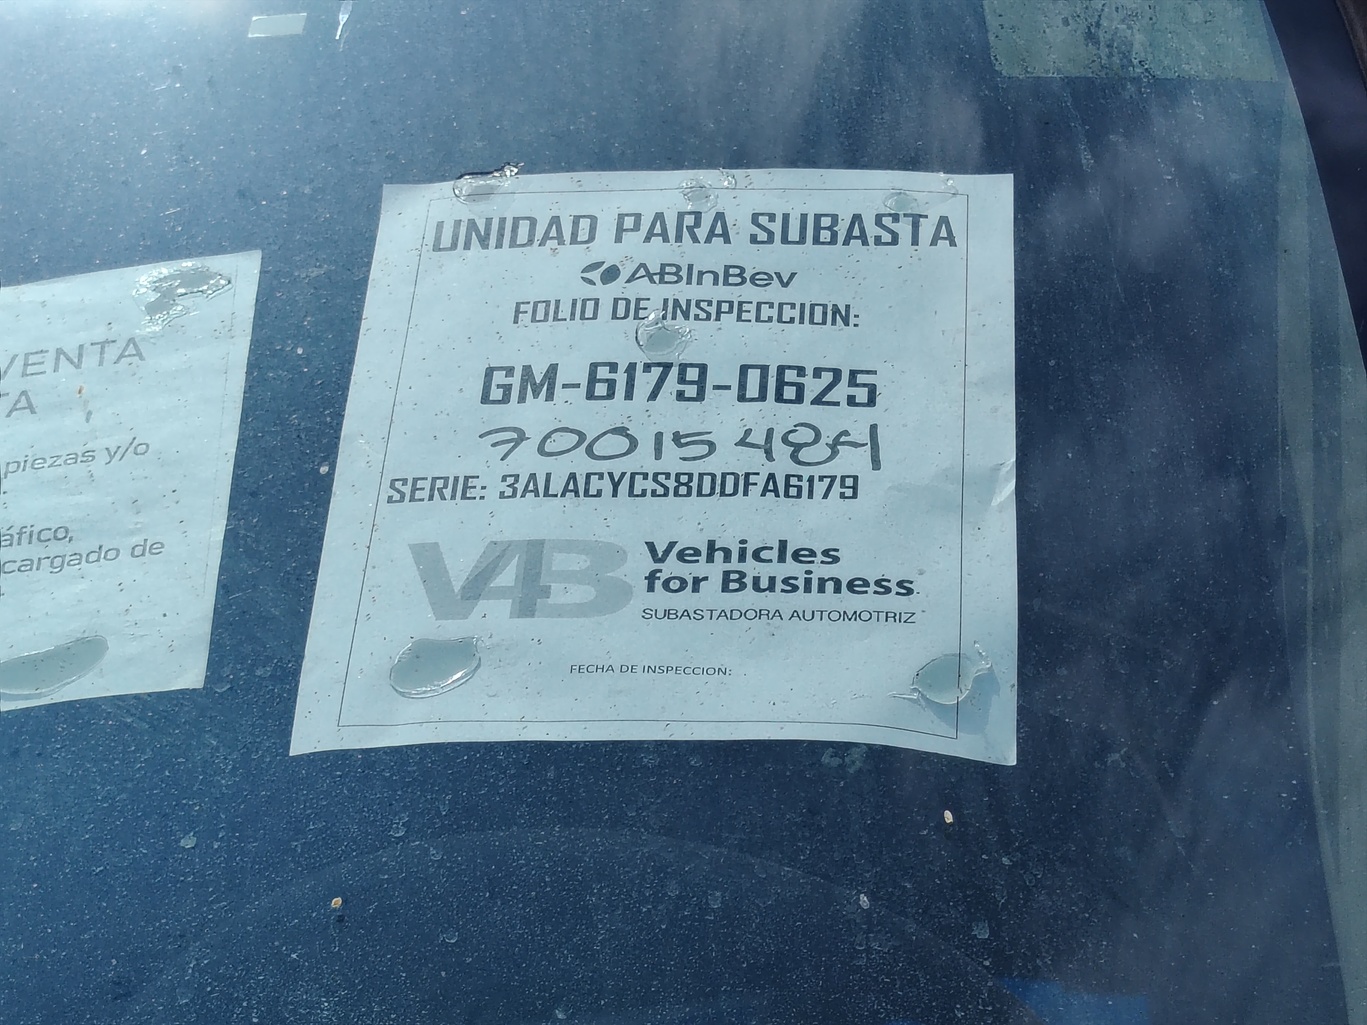 VENTA
TA
piezas y/o
áfico,
cargado de
UNIDAD PARA SUBASTA
ABInBev
FOLIO DE INSPECCION:
GM-6179-0625
SERIE: 3ALACYCS8DDFA6179
V4B
Vehicles
for Business
SUBASTADORA AUTOMOTRIZ
FECHA DE INSPECCION: